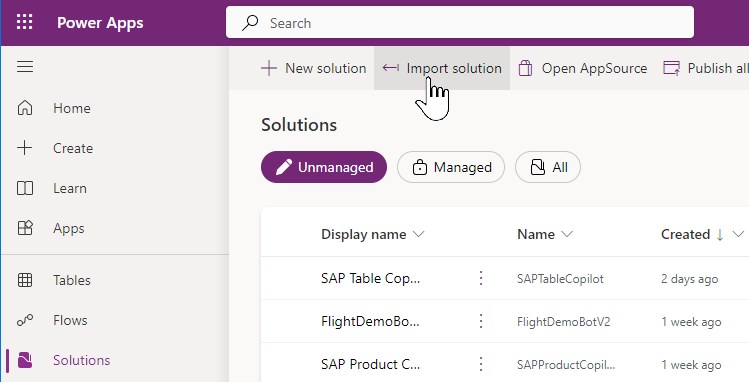 Power Apps
Search
New solution
Import solution
Open AppSource
Publish all
Home
Create
Learn
Apps
Tables
Flows
Solutions
Solutions
Unmanaged
Managed
All
Display name Name Created
SAP Table Cop... SAPTableCopilot 2 days ago
FlightDemoBo... FlightDemoBotV2 1 week ago
SAP Product C... SAPProductCopil... 1 week ago